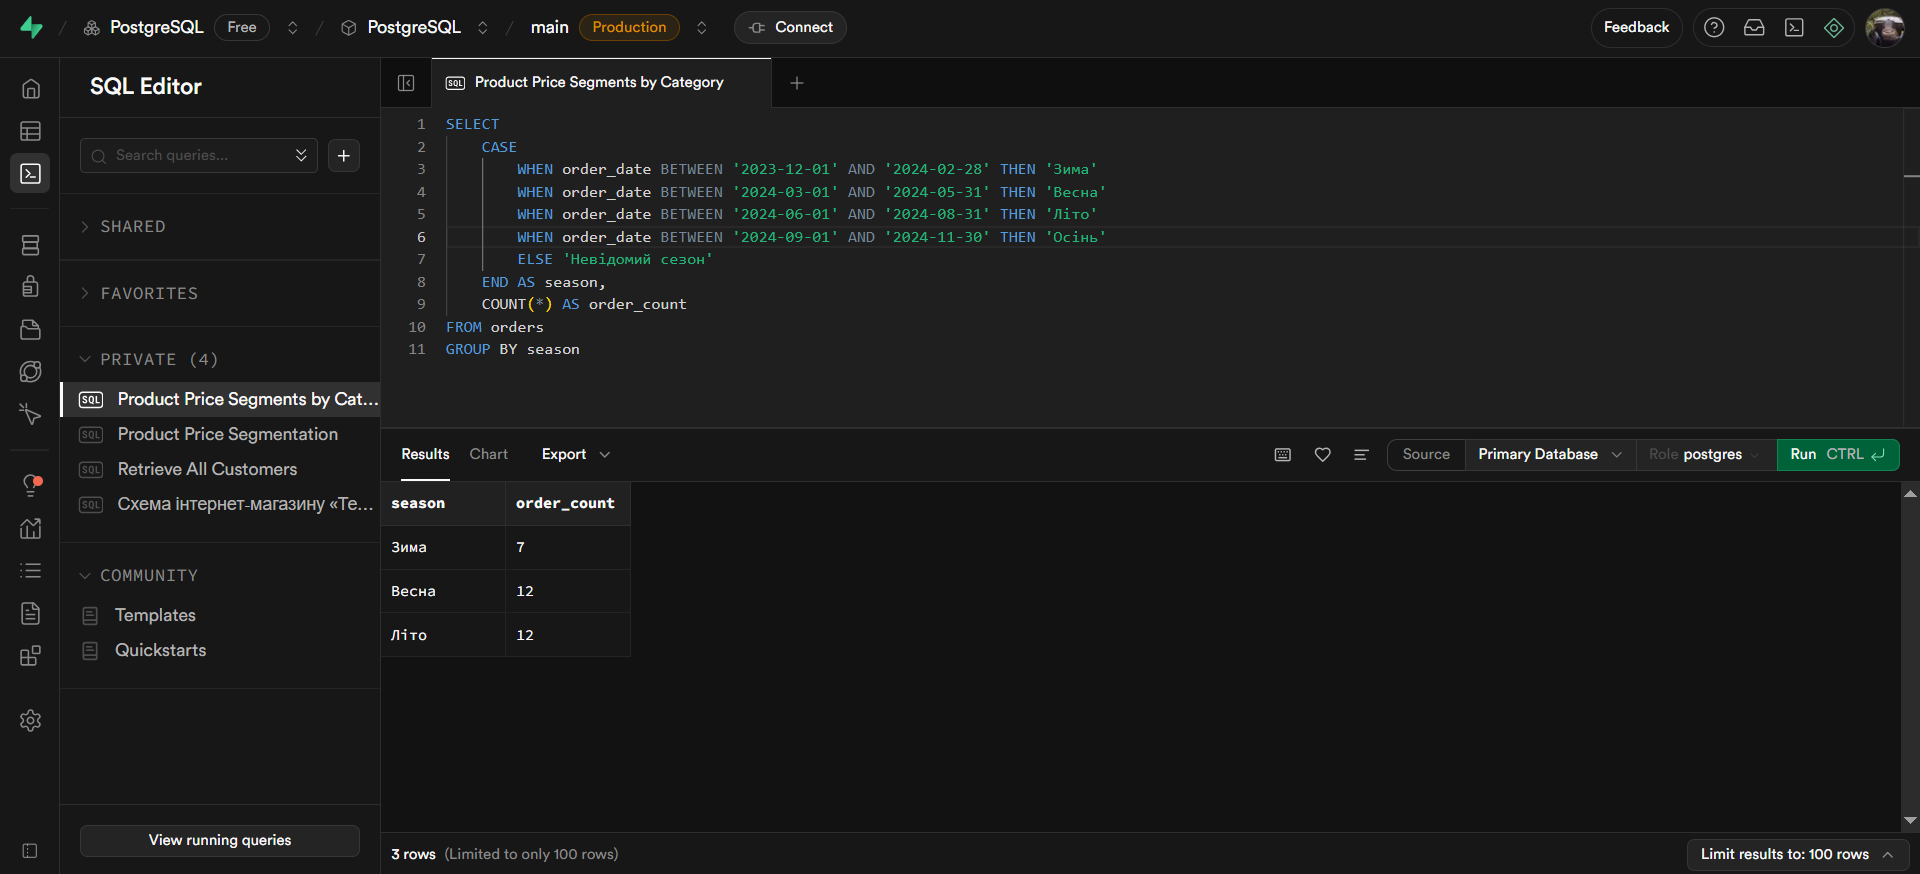 PostgreSQL Free PostgreSQL main Production Connect Feedback
SQL Editor
Product Price Segments by Category
Search queries...
SHARED
FAVORITES
PRIVATE (4)
Product Price Segments by Cat...
Product Price Segmentation
Retrieve All Customers
Схема інтернет-магазину «Те...
COMMUNITY
Templates
Quickstarts
View running queries
1 SELECT
2 CASE
3 WHEN order_date BETWEEN '2023-12-01' AND '2024-02-28' THEN 'Зима'
4 WHEN order_date BETWEEN '2024-03-01' AND '2024-05-31' THEN 'Весна'
5 WHEN order_date BETWEEN '2024-06-01' AND '2024-08-31' THEN 'Літо'
6 WHEN order_date BETWEEN '2024-09-01' AND '2024-11-30' THEN 'Осінь'
7 ELSE 'Невідомий сезон'
8 END AS season,
9 COUNT(*) AS order_count
10 FROM orders
11 GROUP BY season
Results Chart Export Source Primary Database Role postgres Run CTRL
season order_count
Зима 7
Весна 12
Літо 12
3 rows (Limited to only 100 rows)
Limit results to: 100 rows